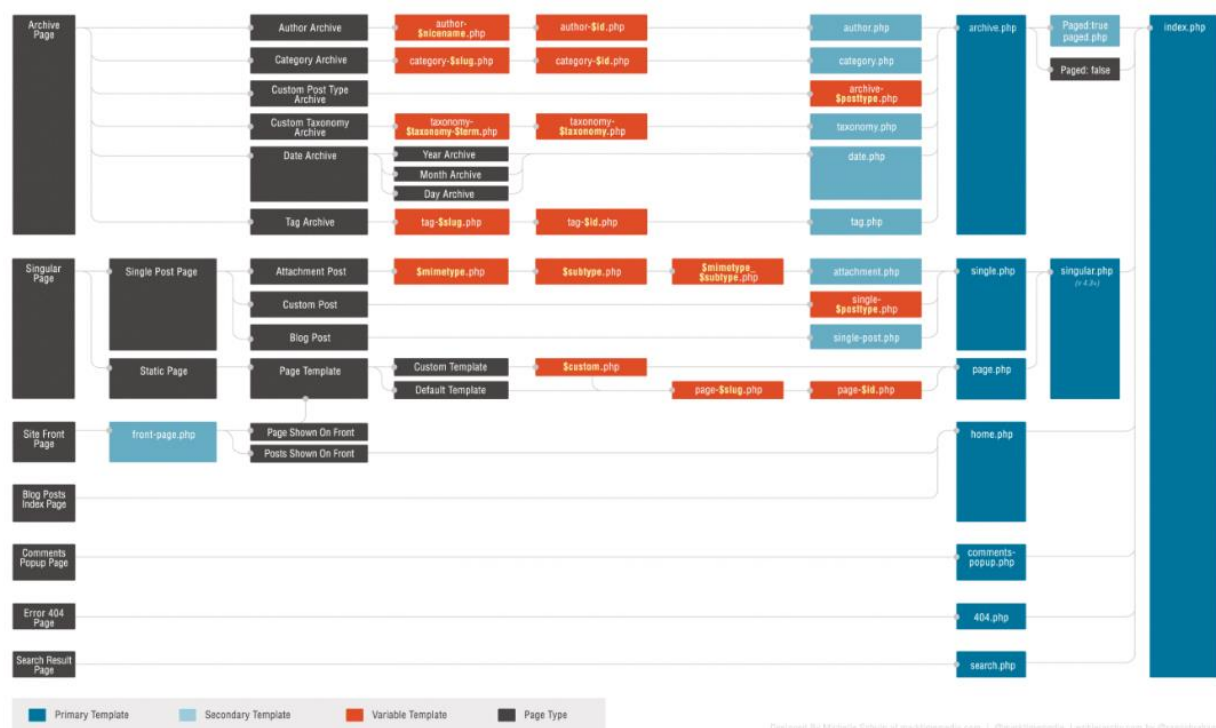 Archive
Page
Author Archive
author-
$nicename.php
author-$id.php
author.php
archive.php
Paged:true
paged.php
index.php
Category Archive
category-$slug.php
category-$id.php
category.php
Paged: false
Custom Post Type
Archive
archive-
$posttype.php
Custom Taxonomy
Archive
taxonomy-
$taxonomy-$term.php
taxonomy-
$taxonomy.php
taxonomy.php
Date Archive
Year Archive
Month Archive
Day Archive
date.php
Tag Archive
tag-$slug.php
tag-$id.php
tag.php
Singular
Page
Single Post Page
Attachment Post
$mimetype.php
$subtype.php
$mimetype_
$subtype.php
attachment.php
single.php
singular.php
Custom Post
single-
$posttype.php
Blog Post
single-post.php
Static Page
Page Template
Custom Template
$custom.php
page.php
Default Template
page-$slug.php
page-$id.php
Site Front
Page
front-page.php
Page Shown On Front
Posts Shown On Front
home.php
Blog Posts
Index Page
Comments
Popup Page
comments-
popup.php
Error 404
Page
404.php
Search Result
Page
search.php
Primary Template
Secondary Template
Variable Template
Page Type